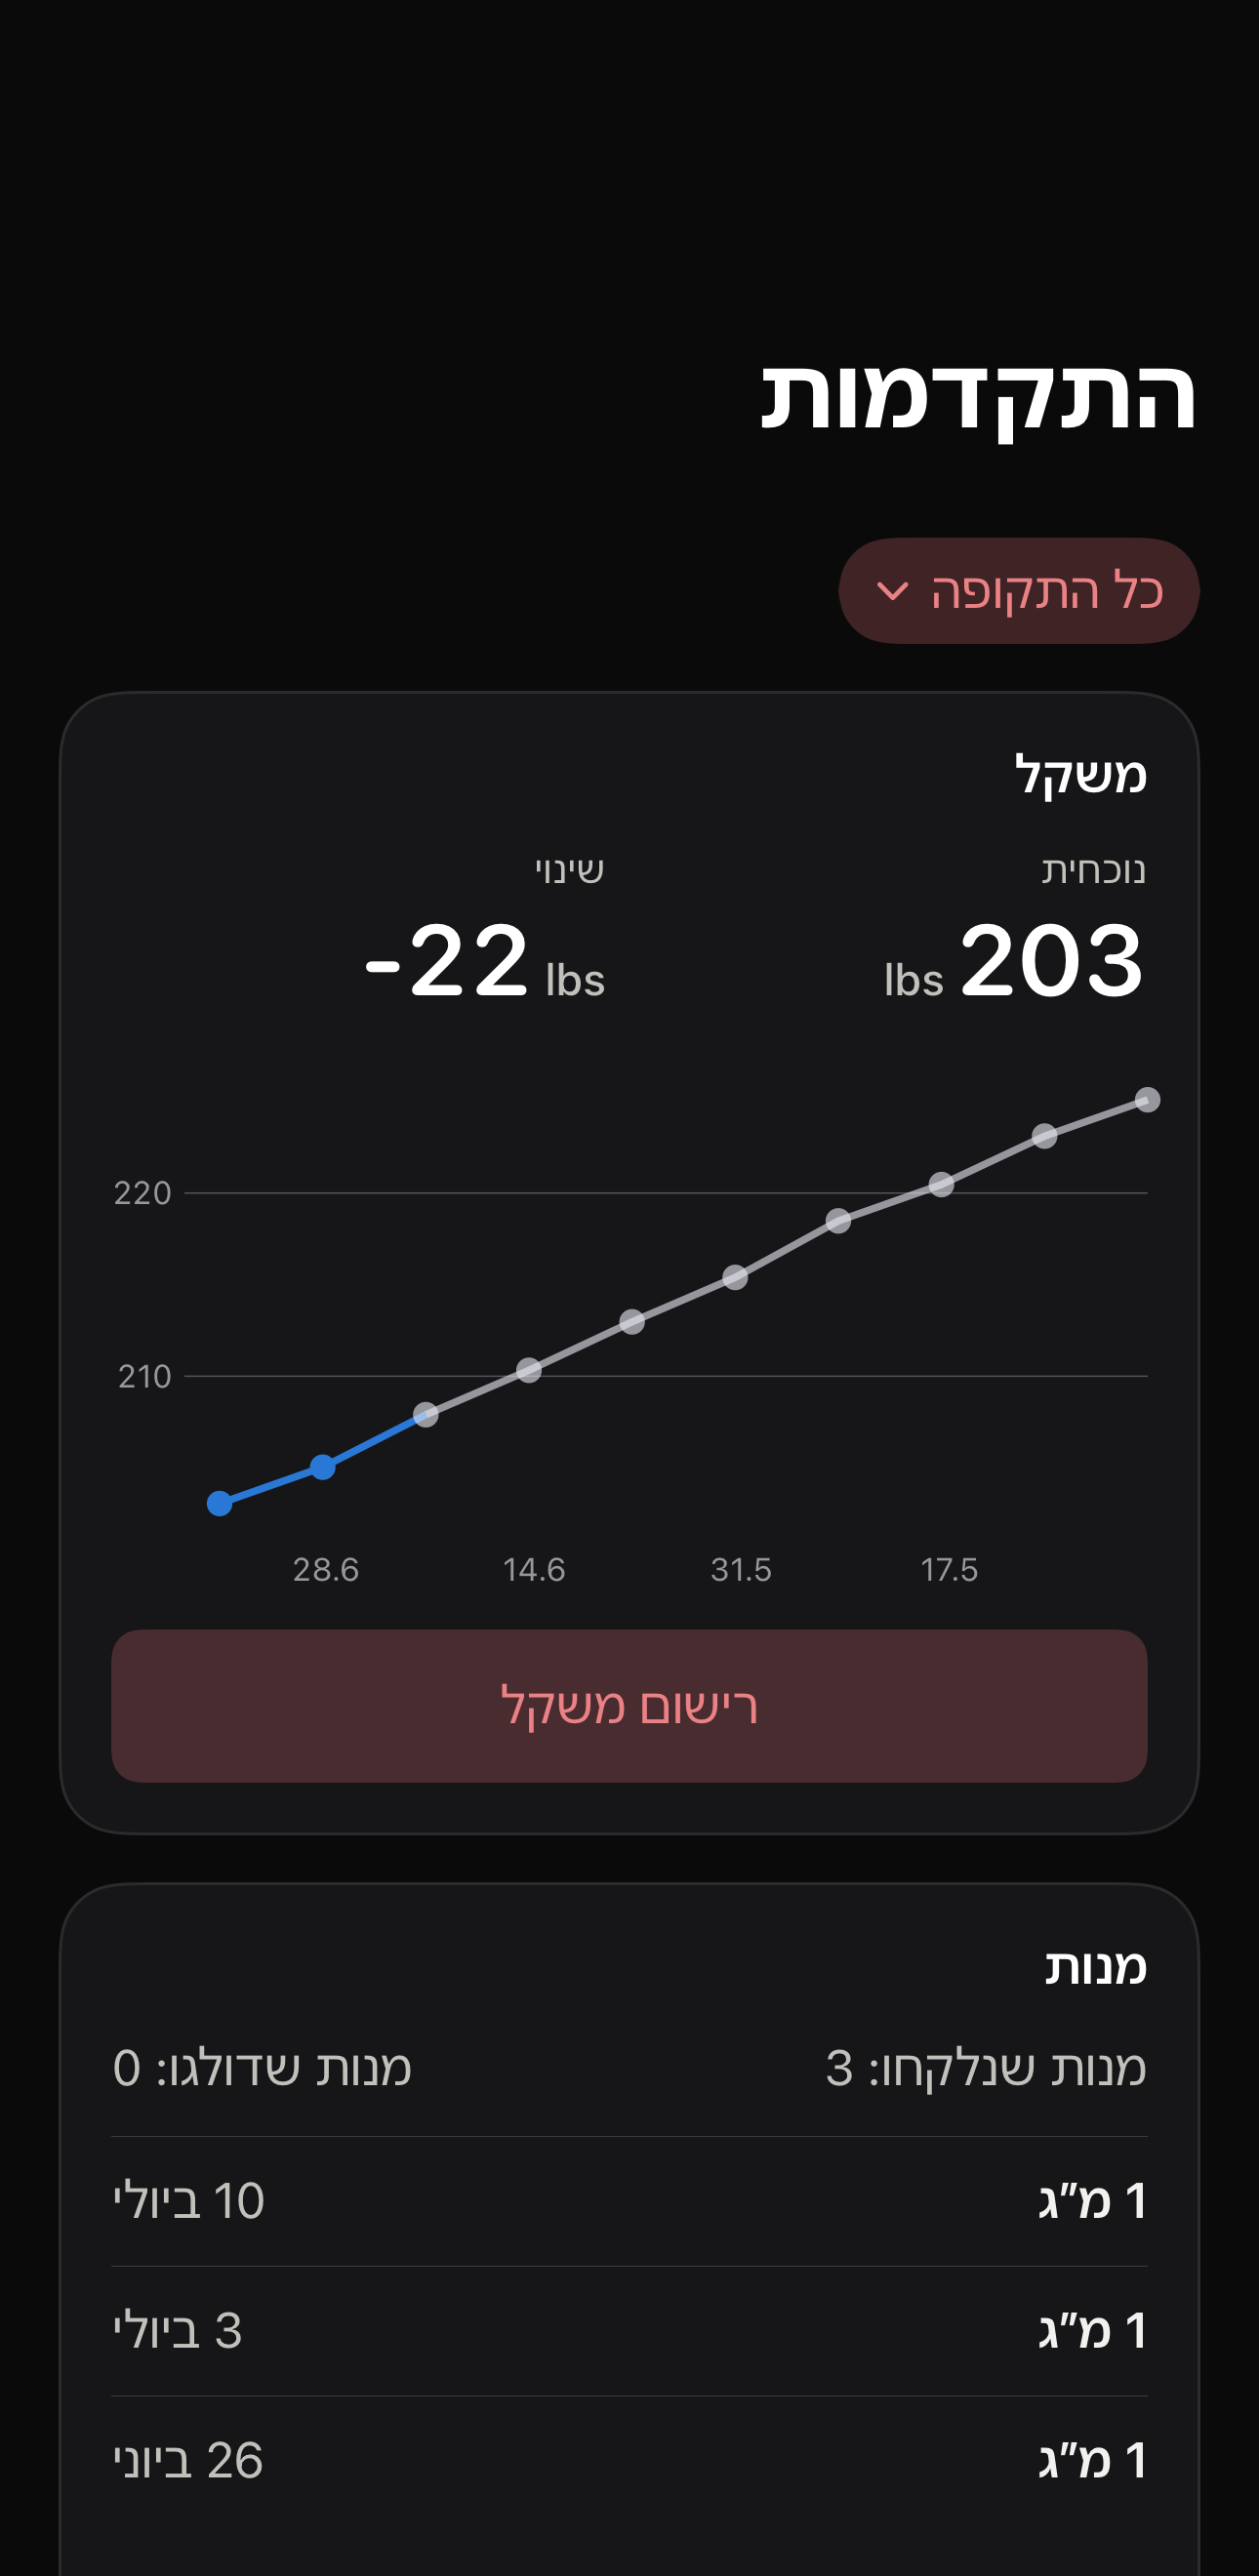 התקדמות
כל התקופה
משקל
נוכחית
שינוי
203 lbs
-22 lbs
220
210
17.5
31.5
14.6
28.6
רישום משקל
מנות
מנות שנלקחו: 3
מנות שדולגו: 0
1 מ״ג
10 ביולי
1 מ״ג
3 ביולי
1 מ״ג
26 ביוני